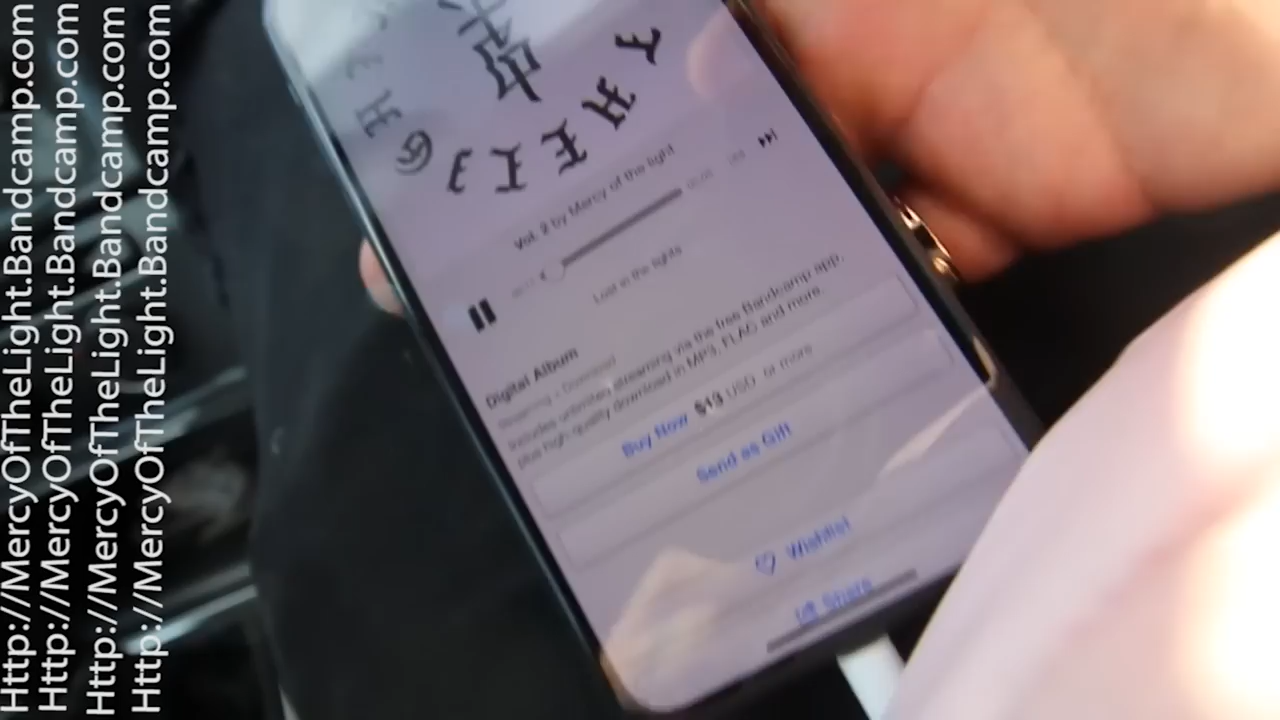 Http://MercyOfTheLight.Bandcamp.com
Http://MercyOfTheLight.Bandcamp.com
Http://MercyOfTheLight.Bandcamp.com
Http://MercyOfTheLight.Bandcamp.com
Vol. 2 by Mercy of the light
Lost in the lights
Digital Album
Streaming + Download
Includes unlimited streaming via the free Bandcamp app,
plus high-quality download in MP3, FLAC and more.
Buy Now $13 USD or more
Send as Gift
Wishlist
Share